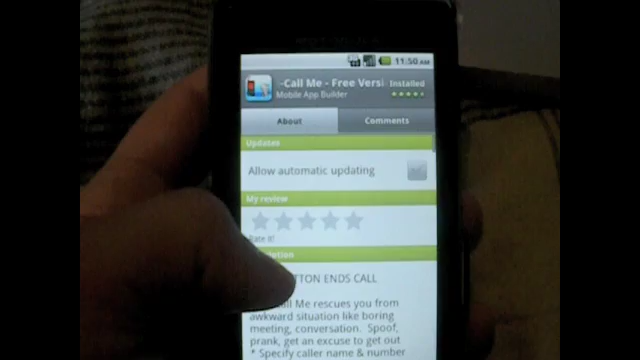 11:50 AM
-Call Me - Free Versi Installed
Mobile App Builder
About Comments
Updates
Allow automatic updating
My review
Rate it!
TTON ENDS CALL
Call Me rescues you from
awkward situation like boring
meeting, conversation. Spoof,
prank, get an excuse to get out
* Specify caller name & number